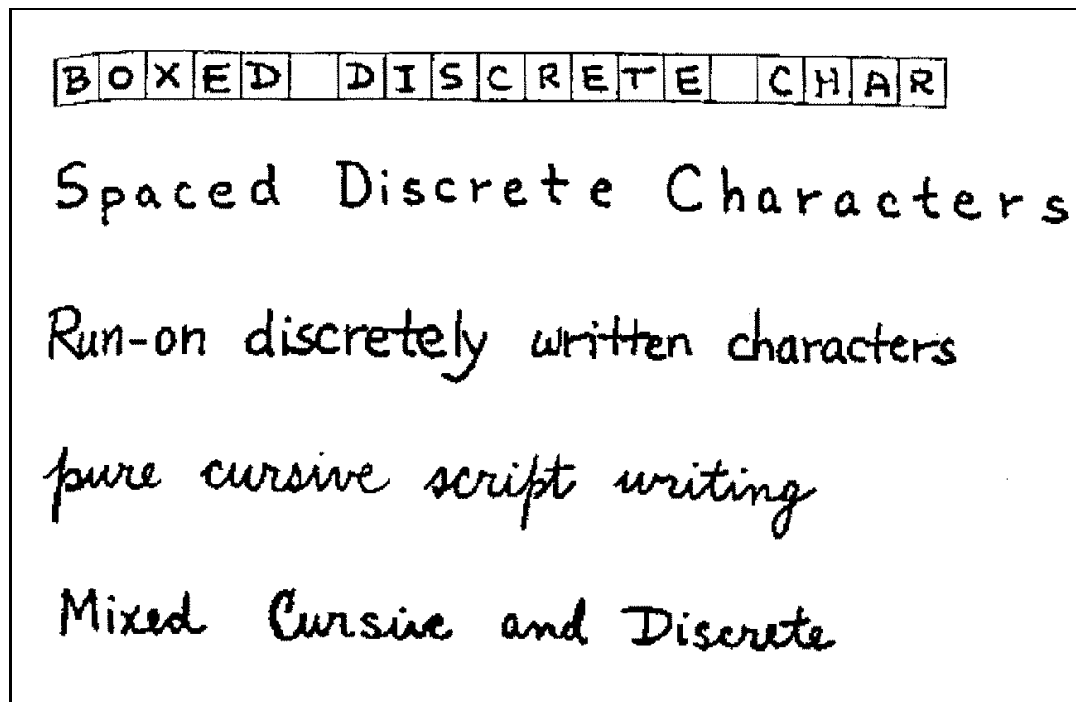 BOXED DISCRETE CHAR
Spaced Discrete Characters
Run-on discretely written characters
pure cursive script writing
Mixed Cursive and Discrete